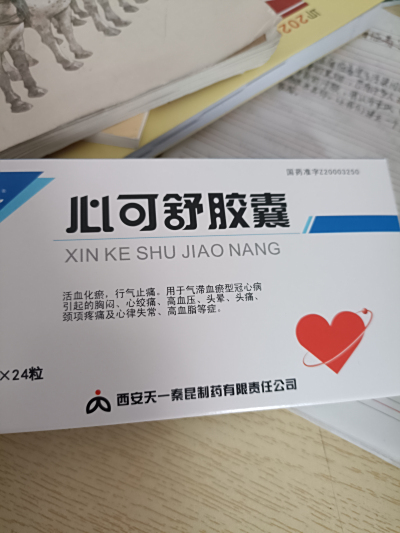 国药准字Z20003250
心可舒胶囊
XIN KE SHU JIAO NANG
活血化瘀，行气止痛。用于气滞血瘀型冠心病
引起的胸闷、心绞痛、高血压、头晕、头痛、
颈项疼痛及心律失常、高血脂等症。
×24粒
西安天一秦昆制药有限责任公司